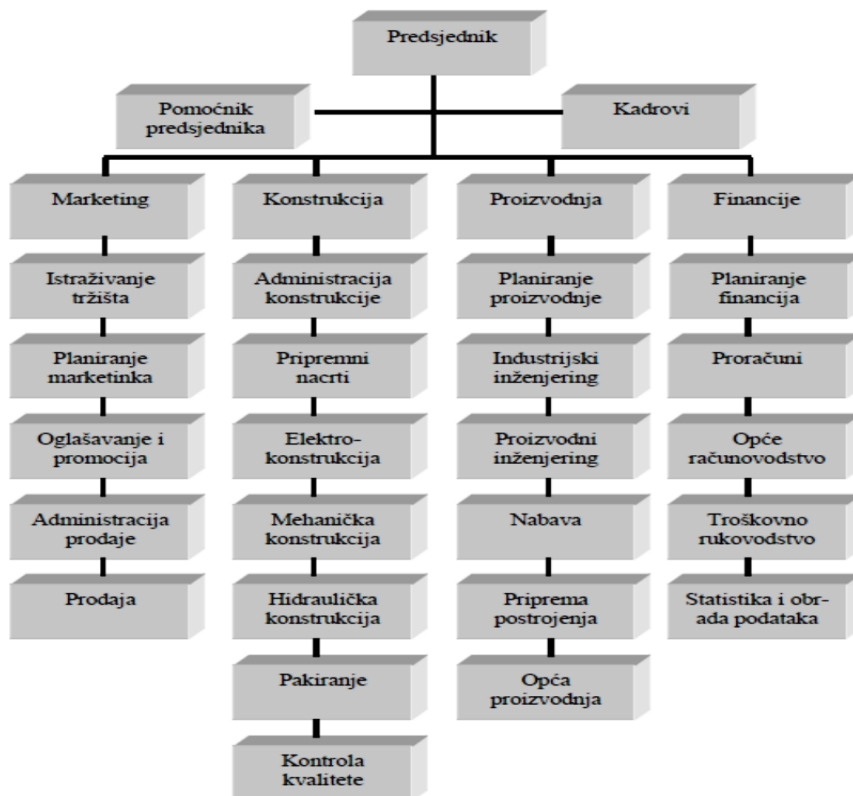 Predsjednik
Pomoćnik
predsjednika
Kadrovi
Marketing
Istraživanje
tržišta
Planiranje
marketinka
Oglašavanje i
promocija
Administracija
prodaje
Prodaja
Konstrukcija
Administracija
konstrukcije
Pripremni
nacrti
Elektro-
konstrukcija
Mehanička
konstrukcija
Hidraulička
konstrukcija
Pakiranje
Kontrola
kvalitete
Proizvodnja
Planiranje
proizvodnje
Industrijski
inženjering
Proizvodni
inženjering
Nabava
Priprema
postrojenja
Opća
proizvodnja
Financije
Planiranje
financija
Proračuni
Opće
računovodstvo
Troškovno
rukovodstvo
Statistika i obr-
ada podataka